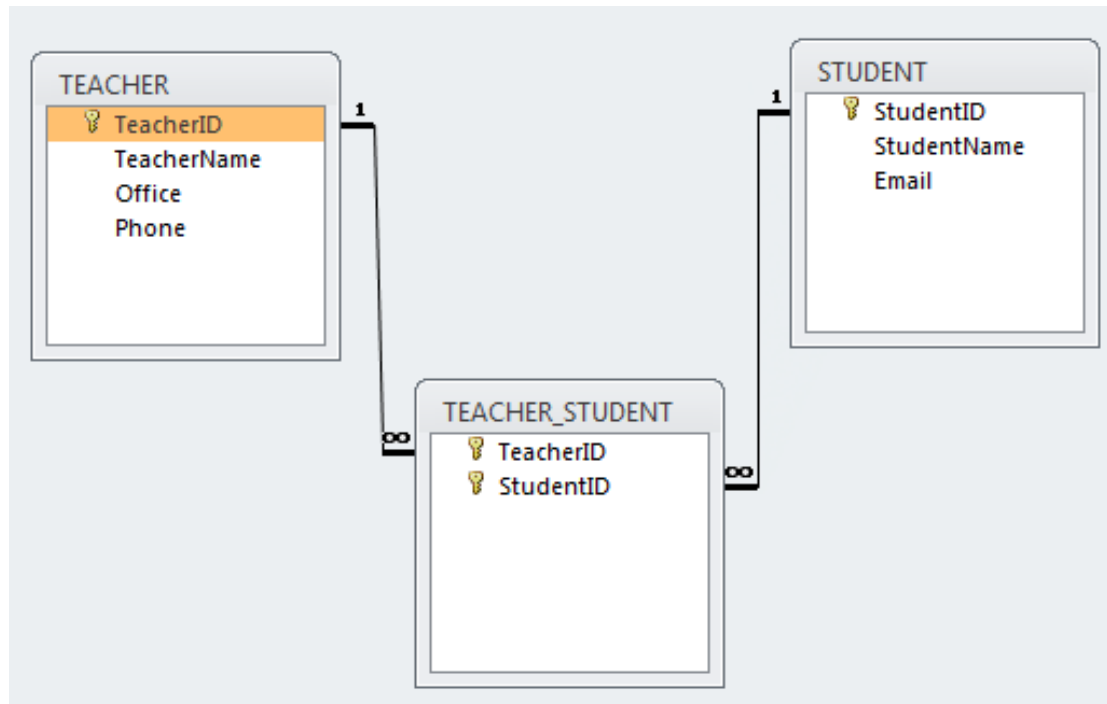 TEACHER
TeacherID
TeacherName
Office
Phone
1
STUDENT
StudentID
StudentName
Email
1
TEACHER_STUDENT
TeacherID
StudentID
∞
∞